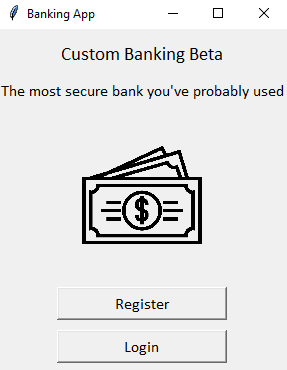 Banking App
Custom Banking Beta
The most secure bank you've probably used
$
Register
Login